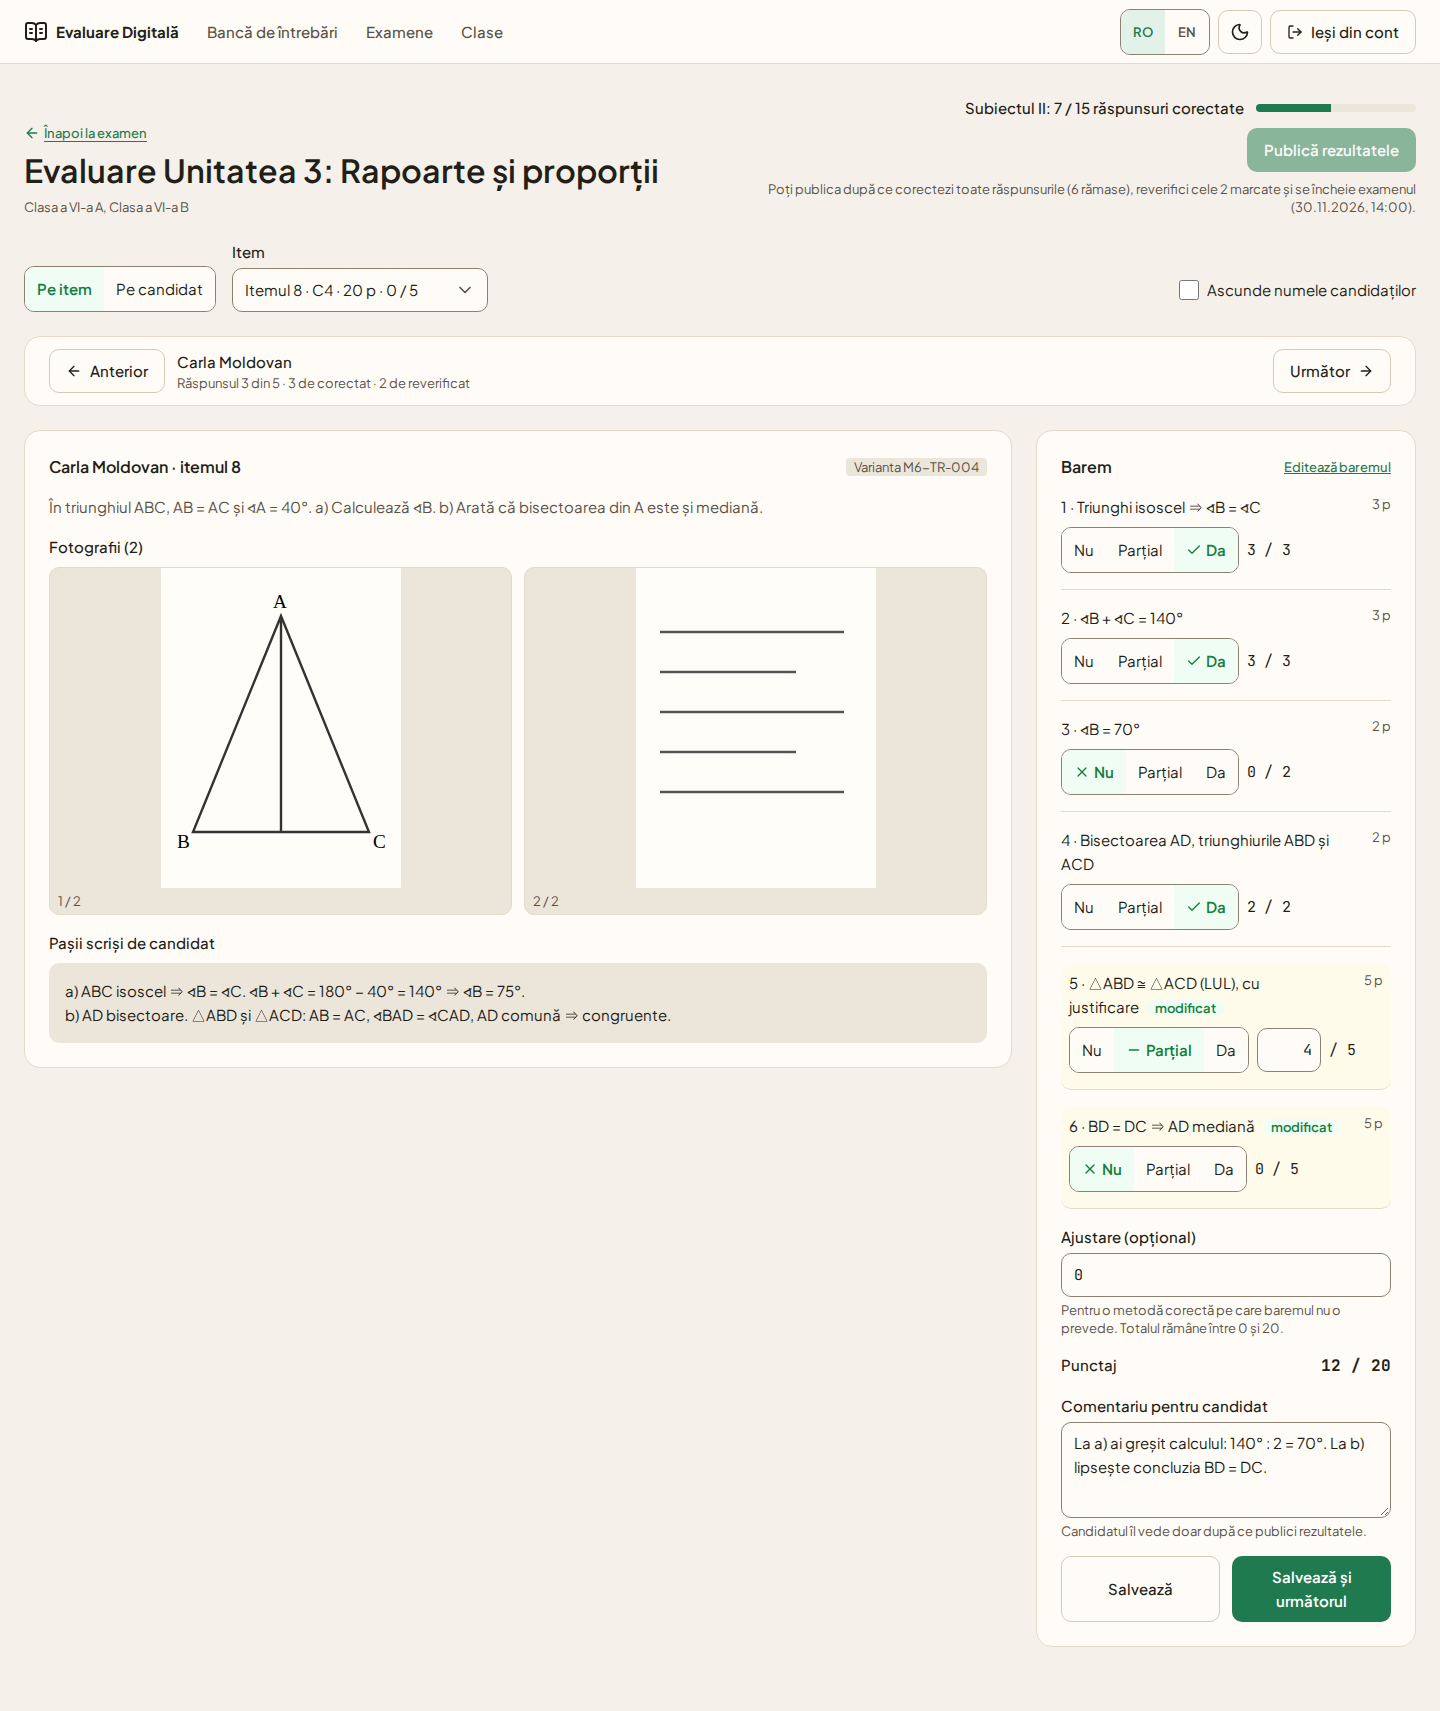 Evaluare Digitală
Bancă de întrebări
Examene
Clase
RO
EN
Ieși din cont
Subiectul II: 7 / 15 răspunsuri corectate
Înapoi la examen
Evaluare Unitatea 3: Rapoarte și proporții
Clasa a VI-a A, Clasa a VI-a B
Publică rezultatele
Poți publica după ce corectezi toate răspunsurile (6 rămase), reverifici cele 2 marcate și se încheie examenul
(30.11.2026, 14:00).
Item
Pe item
Pe candidat
Itemul 8 · C4 · 20 p · 0 / 5
Ascunde numele candidaților
Anterior
Carla Moldovan
Răspunsul 3 din 5 · 3 de corectat · 2 de reverificat
Următor
Carla Moldovan · itemul 8
Varianta M6-TR-004
În triunghiul ABC, AB = AC și ∢A = 40°. a) Calculează ∢B. b) Arată că bisectoarea din A este și mediană.
Fotografii (2)
A
B
C
1 / 2
2 / 2
Pașii scriși de candidat
a) ABC isoscel ⇒ ∢B = ∢C. ∢B + ∢C = 180° − 40° = 140° ⇒ ∢B = 75°.
b) AD bisectoare. △ABD și △ACD: AB = AC, ∢BAD = ∢CAD, AD comună ⇒ congruente.
Barem
Editează baremul
1 · Triunghi isoscel ⇒ ∢B = ∢C
3 p
Nu
Parțial
Da
3 / 3
2 · ∢B + ∢C = 140°
3 p
Nu
Parțial
Da
3 / 3
3 · ∢B = 70°
2 p
Nu
Parțial
Da
0 / 2
4 · Bisectoarea AD, triunghiurile ABD și
ACD
2 p
Nu
Parțial
Da
2 / 2
5 · △ABD ≅ △ACD (LUL), cu
justificare
modificat
5 p
Nu
Parțial
Da
4 / 5
6 · BD = DC ⇒ AD mediană
modificat
5 p
Nu
Parțial
Da
0 / 5
Ajustare (opțional)
0
Pentru o metodă corectă pe care baremul nu o
prevede. Totalul rămâne între 0 și 20.
Punctaj
12 / 20
Comentariu pentru candidat
La a) ai greșit calculul: 140° : 2 = 70°. La b)
lipsește concluzia BD = DC.
Candidatul îl vede doar după ce publici rezultatele.
Salvează
Salvează și
următorul